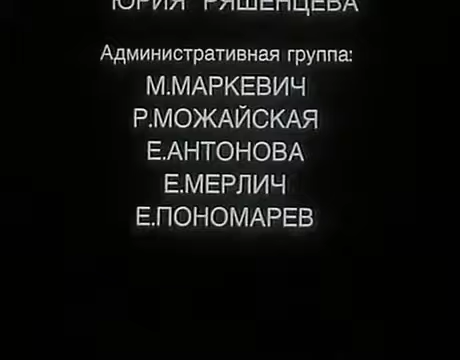 ЮРИЯ РЯШЕНЦЕВА
Административная группа:
М.МАРКЕВИЧ
Р.МОЖАЙСКАЯ
Е.АНТОНОВА
Е.МЕРЛИЧ
Е.ПОНОМАРЕВ